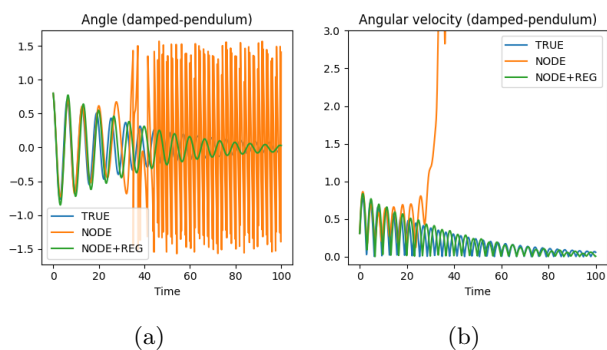 Angle (damped-pendulum)
1.5
1.0
0.5
0.0
−0.5
−1.0
−1.5
TRUE
NODE
NODE+REG
0 20 40 60 80 100
Time
(a)
Angular velocity (damped-pendulum)
3.0
2.5
2.0
1.5
1.0
0.5
0.0
TRUE
NODE
NODE+REG
0 20 40 60 80 100
Time
(b)